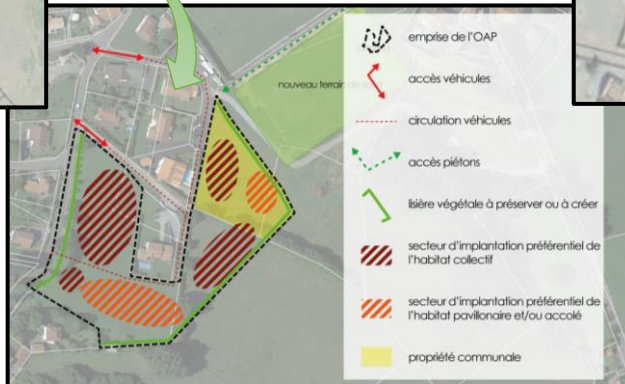 nouveau terrain de
emprise de l'OAP
accès véhicules
circulation véhicules
accès piétons
lisière végétale à préserver ou à créer
secteur d'implantation préférentiel de
l'habitat collectif
secteur d'implantation préférentiel de
l'habitat pavillonaire et/ou accolé
propriété communale